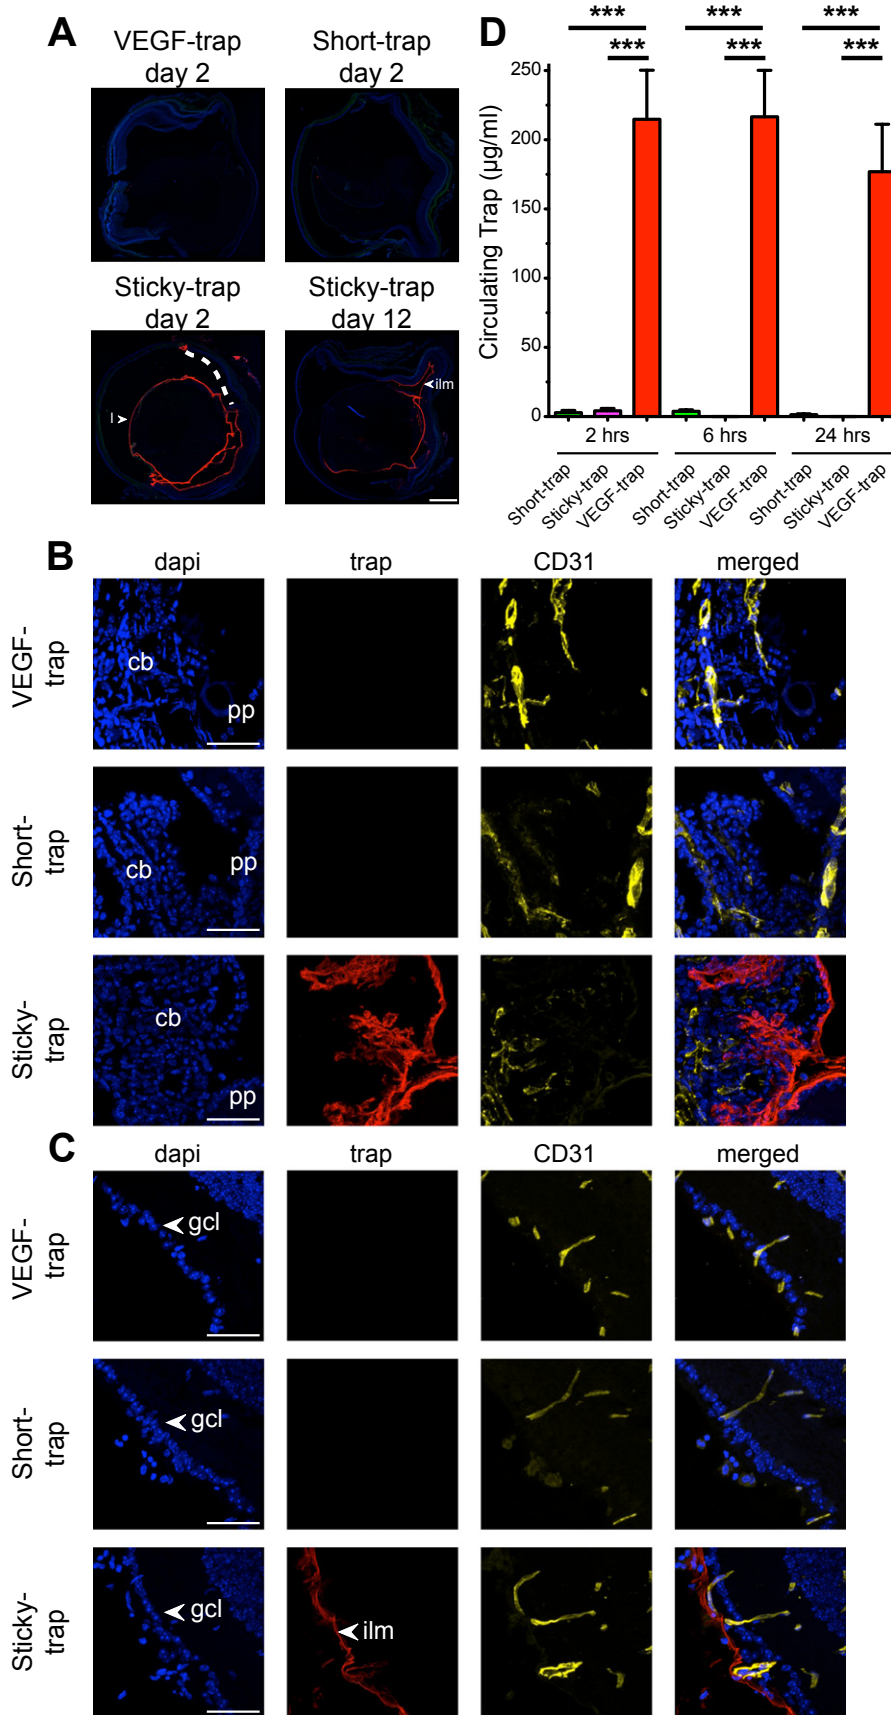 A
VEGF-trap
day 2
Short-trap
day 2
Sticky-trap
day 2
Sticky-trap
day 12
l
ilm
D
***
***
***
***
***
***
Circulating Trap (µg/ml)
250
200
150
100
50
0
2 hrs
6 hrs
24 hrs
Short-trap
Sticky-trap
VEGF-trap
Short-trap
Sticky-trap
VEGF-trap
Short-trap
Sticky-trap
VEGF-trap
B
dapi
trap
CD31
merged
VEGF-
trap
cb
pp
Short-
trap
cb
pp
Sticky-
trap
cb
pp
C
dapi
trap
CD31
merged
VEGF-
trap
gcl
Short-
trap
gcl
Sticky-
trap
gcl
ilm